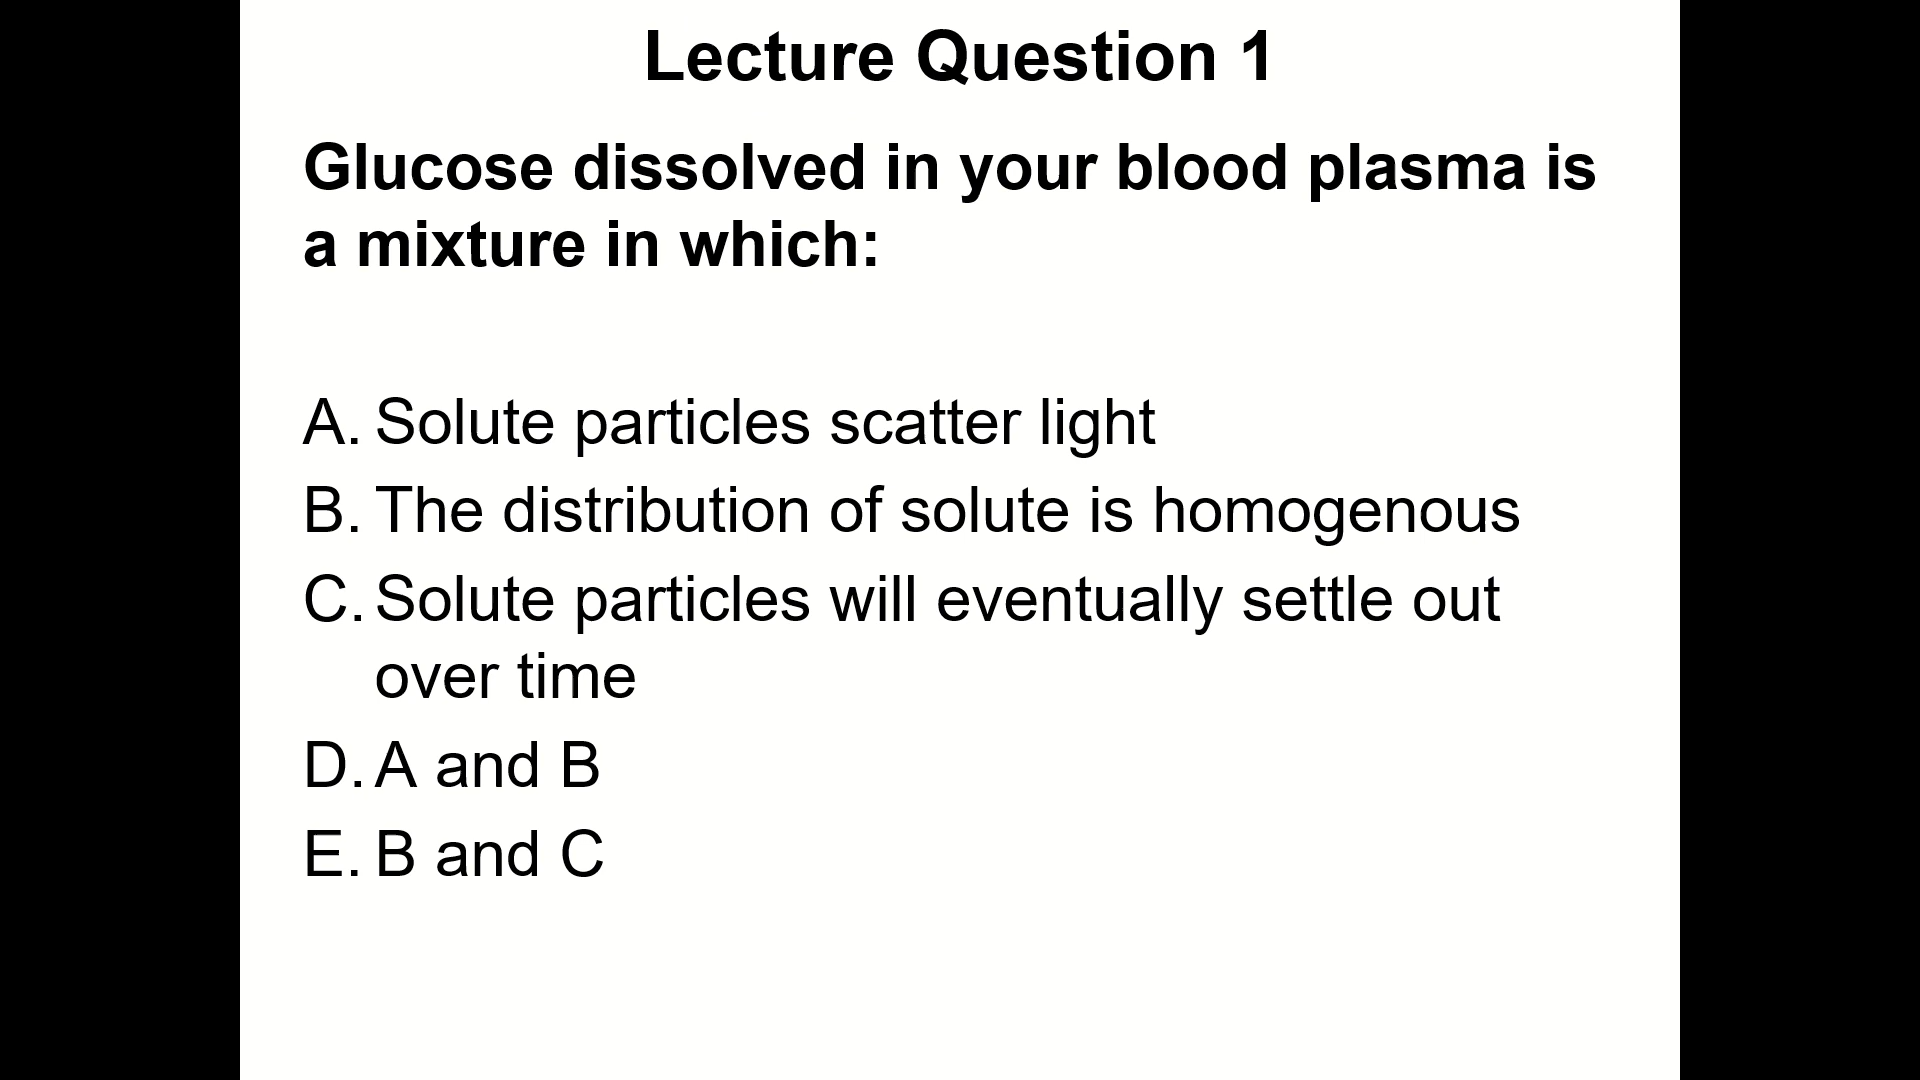 Lecture Question 1
Glucose dissolved in your blood plasma is
a mixture in which:
A. Solute particles scatter light
B. The distribution of solute is homogenous
C. Solute particles will eventually settle out
over time
D. A and B
E. B and C